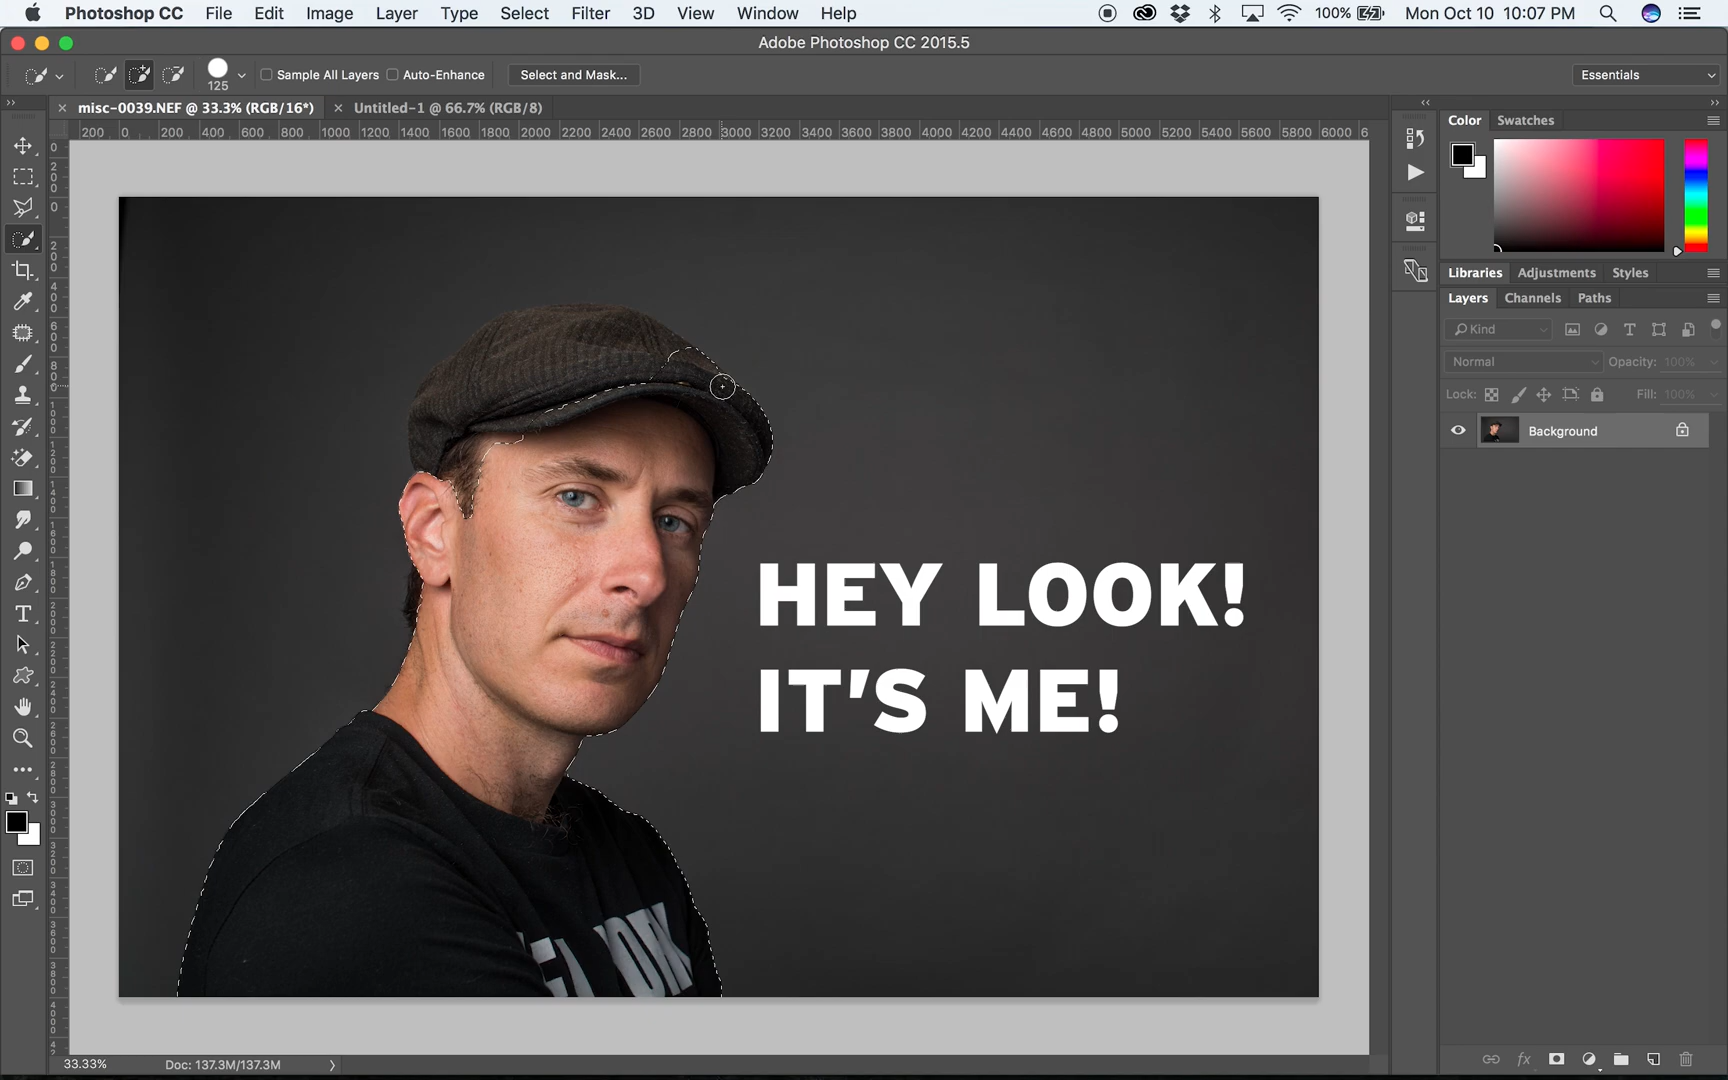 Photoshop CC File Edit Image Layer Type Select Filter 3D View Window Help 100% Mon Oct 10 10:07 PM
Adobe Photoshop CC 2015.5
125 Sample All Layers Auto-Enhance Select and Mask... Essentials
misc-0039.NEF @ 33.3% (RGB/16*) Untitled-1 @ 66.7% (RGB/8)
200 0 200 400 600 800 1000 1200 1400 1600 1800 2000 2200 2400 2600 2800 3000 3200 3400 3600 3800 4000 4200 4400 4600 4800 5000 5200 5400 5600 5800 6000 6
Color Swatches
Libraries Adjustments Styles
Layers Channels Paths
Kind
Normal Opacity: 100%
Lock: Fill: 100%
Background
HEY LOOK!
IT'S ME!
YORK
33.33% Doc: 137.3M/137.3M